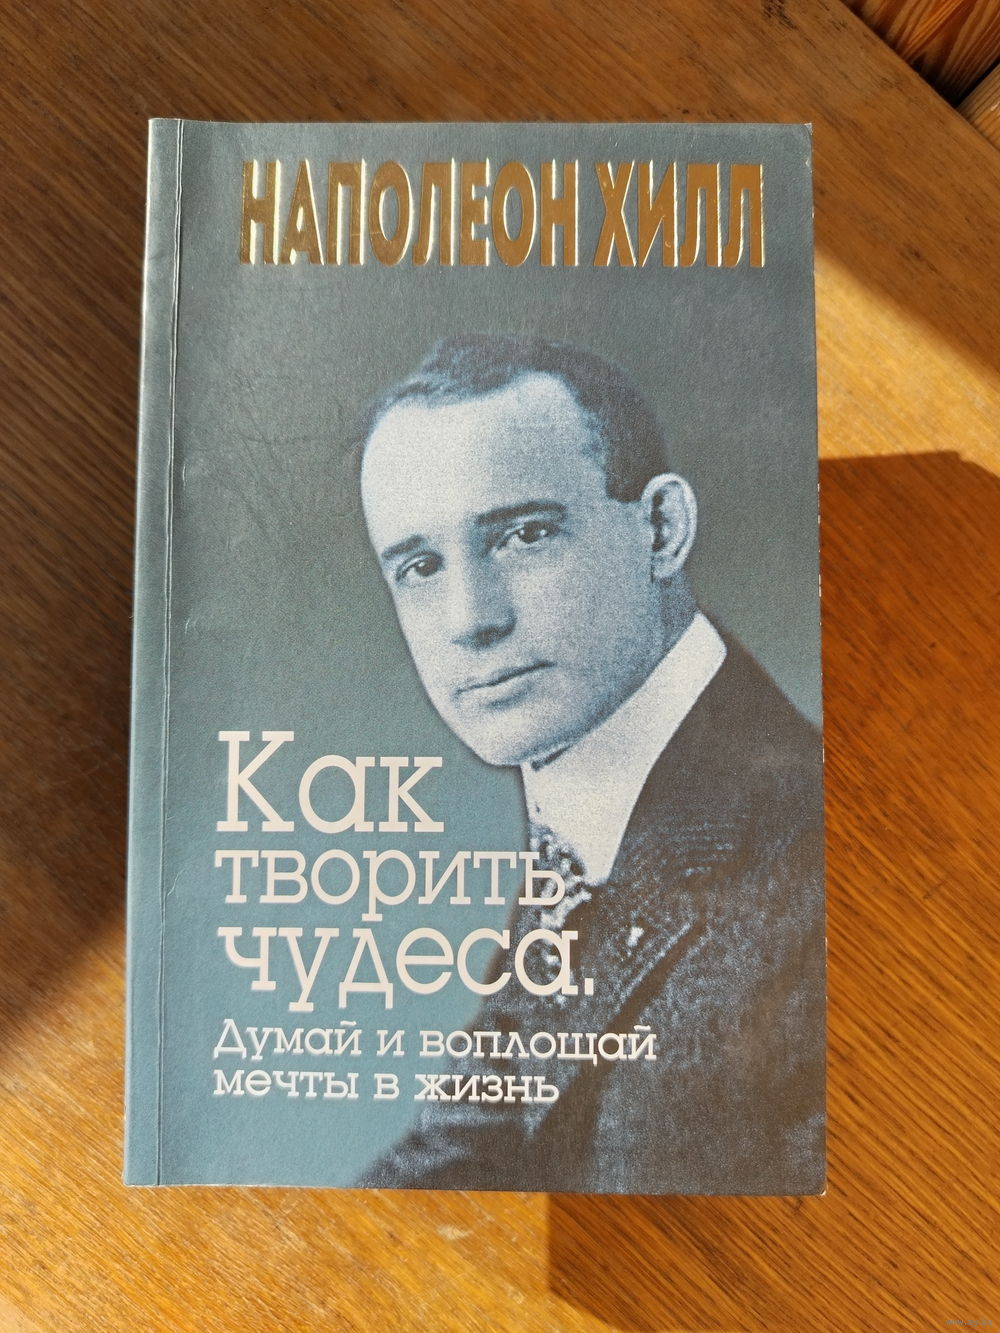 НАПОЛЕОН ХИЛЛ
Как
творить
чудеса.
Думай и воплощай
мечты в жизнь